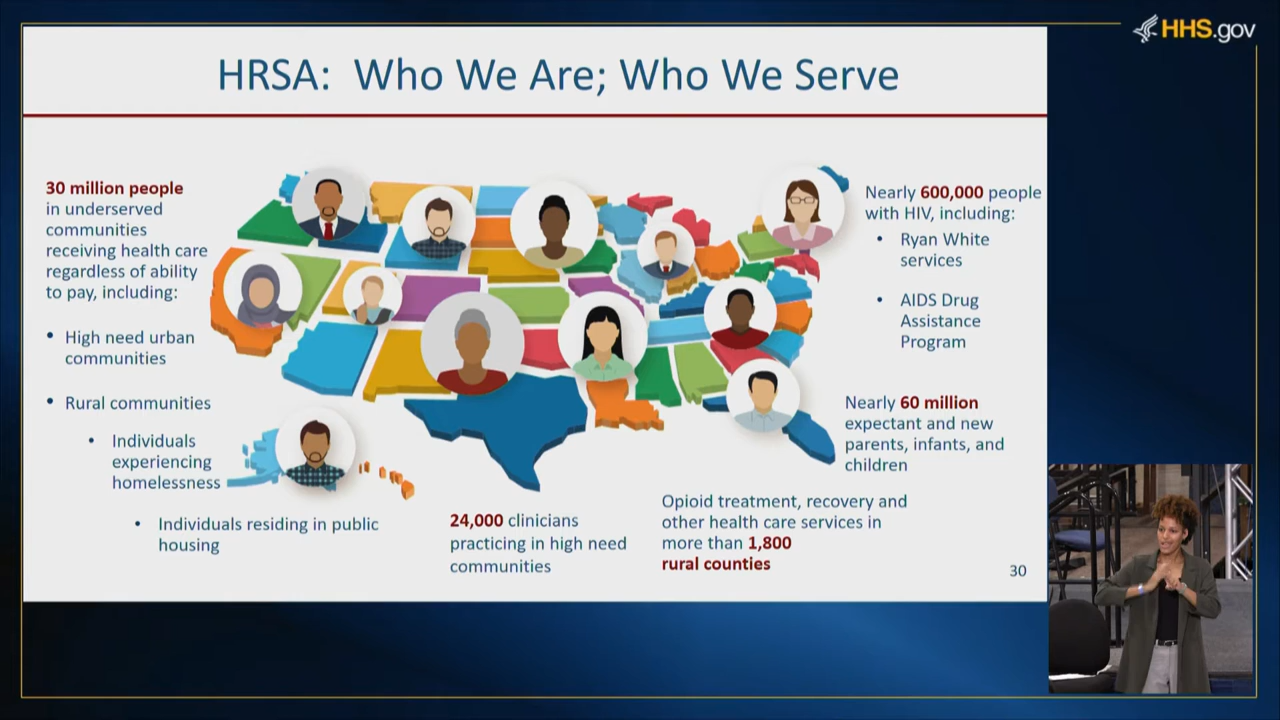 HHS.gov
HRSA: Who We Are; Who We Serve
30 million people
in underserved
communities
receiving health care
regardless of ability
to pay, including:
• High need urban
communities
• Rural communities
• Individuals
experiencing
homelessness
• Individuals residing in public
housing
24,000 clinicians
practicing in high need
communities
Opioid treatment, recovery and
other health care services in
more than 1,800
rural counties
Nearly 600,000 people
with HIV, including:
• Ryan White
services
• AIDS Drug
Assistance
Program
Nearly 60 million
expectant and new
parents, infants, and
children
30